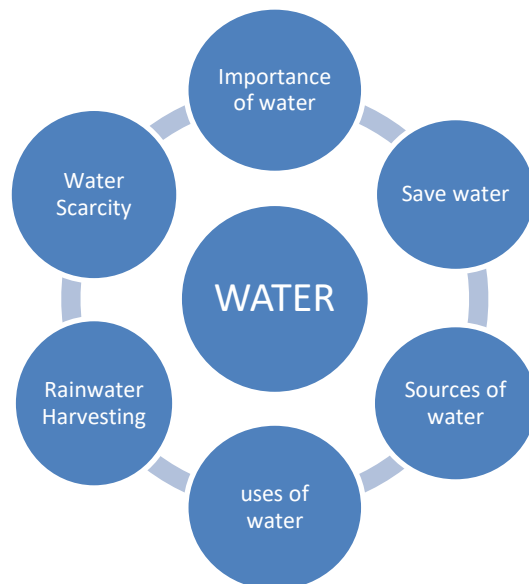 Importance
of water
Save water
Sources of
water
uses of
water
Rainwater
Harvesting
Water
Scarcity
WATER